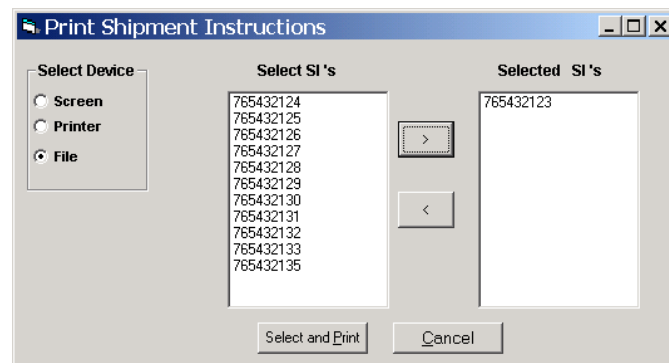 Print Shipment Instructions
Select Device
Screen
Printer
File
Select SI 's
765432124
765432125
765432126
765432127
765432128
765432129
765432130
765432131
765432132
765432133
765432135
>
<
Selected SI 's
765432123
Select and Print
Cancel